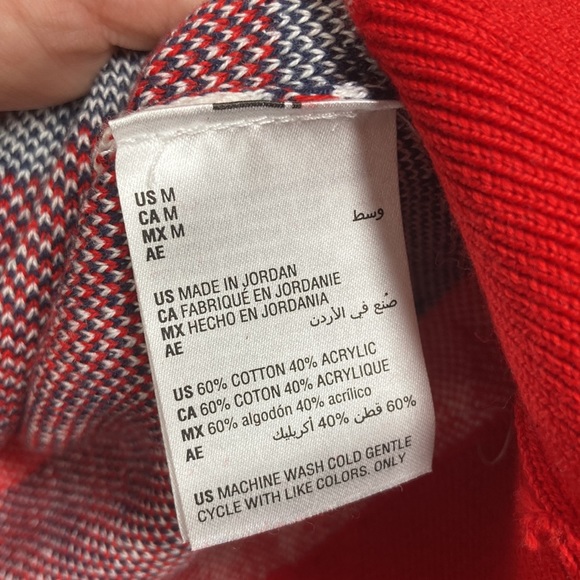 US M
CA M
MX M
AE وسط
US MADE IN JORDAN
CA FABRIQUÉ EN JORDANIE
MX HECHO EN JORDANIA
AE صُنع في الأردن
US 60% COTTON 40% ACRYLIC
CA 60% COTON 40% ACRYLIQUE
MX 60% algodón 40% acrílico
AE 60% قطن 40% أكريليك
US MACHINE WASH COLD GENTLE
CYCLE WITH LIKE COLORS. ONLY